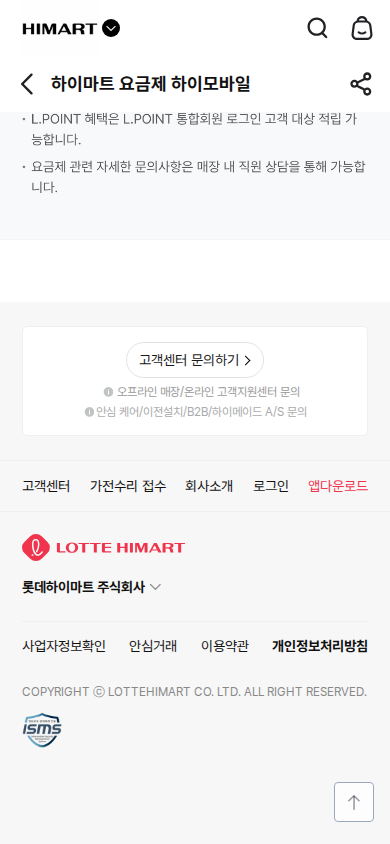 HIMART
하이마트 요금제 하이모바일
· L.POINT 혜택은 L.POINT 통합회원 로그인 고객 대상 적립 가
능합니다.
· 요금제 관련 자세한 문의사항은 매장 내 직원 상담을 통해 가능합
니다.
고객센터 문의하기
오프라인 매장/온라인 고객지원센터 문의
안심 케어/이전설치/B2B/하이메이드 A/S 문의
고객센터 가전수리 접수 회사소개 로그인 앱다운로드
LOTTE HIMART
롯데하이마트 주식회사
사업자정보확인 안심거래 이용약관 개인정보처리방침
COPYRIGHT ⓒ LOTTEHIMART CO. LTD. ALL RIGHT RESERVED.
ISMS